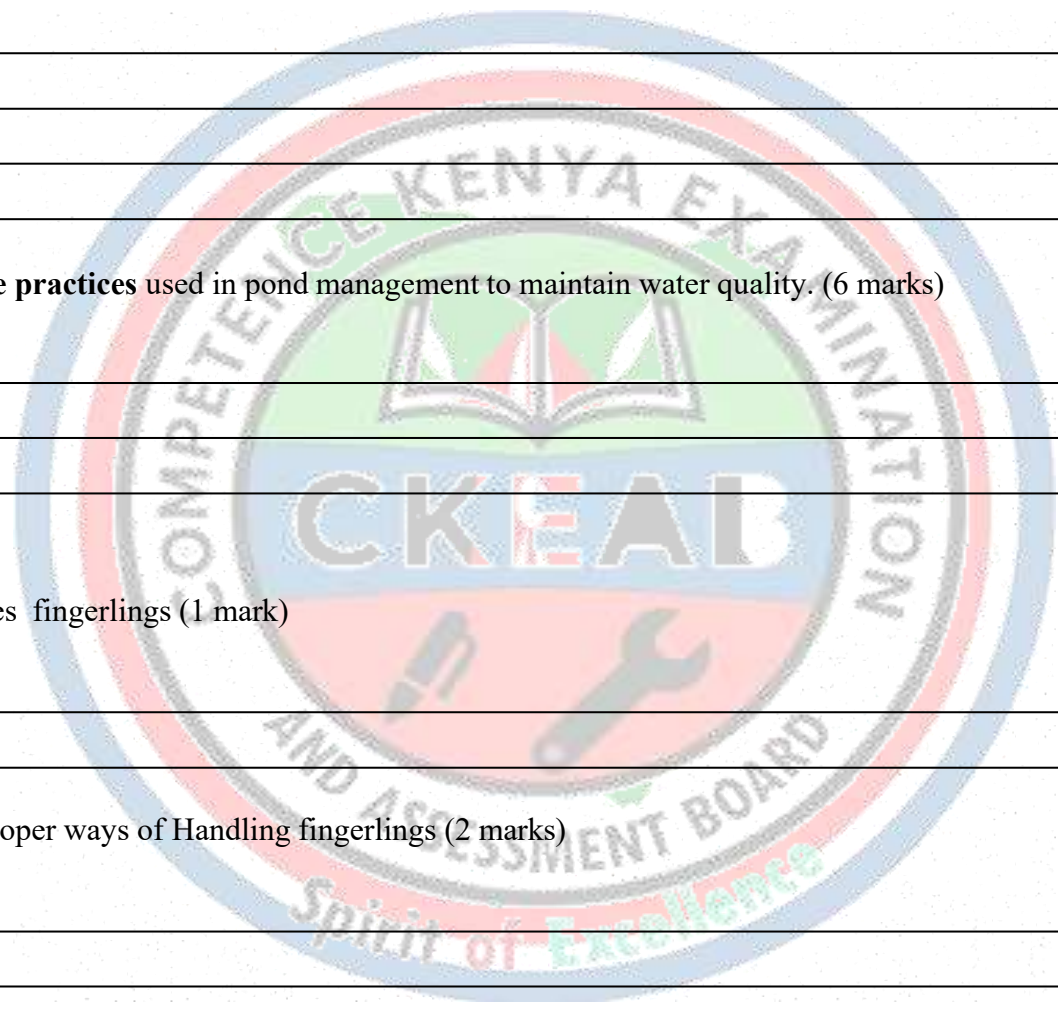 e practices used in pond management to maintain water quality. (6 marks)
es fingerlings (1 mark)
oper ways of Handling fingerlings (2 marks)
COMPETENCE KENYA EXAMINATION
AND ASSESSMENT BOARD
CKEAB
Spirit of Excellence